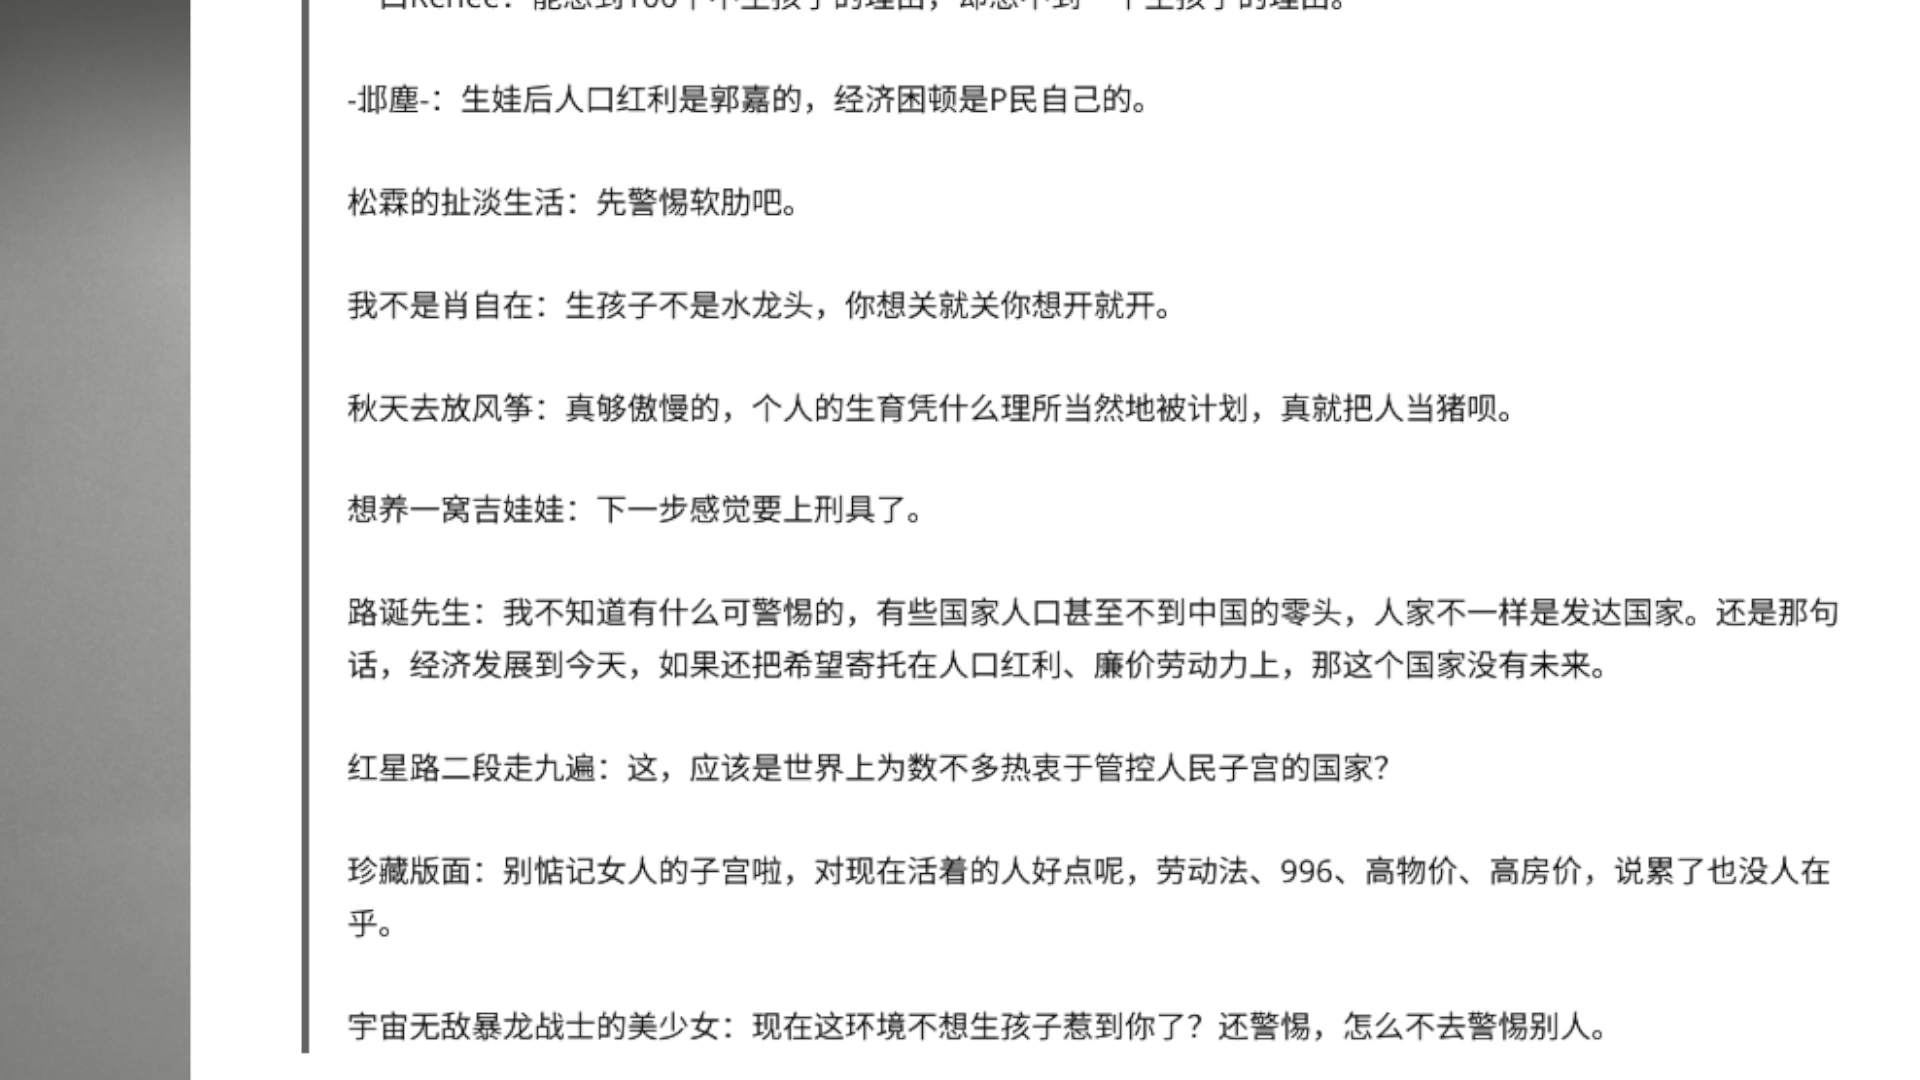 -邶塵-：生娃后人口红利是郭嘉的，经济困顿是P民自己的。
松霖的扯淡生活：先警惕软肋吧。
我不是肖自在：生孩子不是水龙头，你想关就关你想开就开。
秋天去放风筝：真够傲慢的，个人的生育凭什么理所当然地被计划，真就把人当猪呗。
想养一窝吉娃娃：下一步感觉要上刑具了。
路诞先生：我不知道有什么可警惕的，有些国家人口甚至不到中国的零头，人家不一样是发达国家。还是那句
话，经济发展到今天，如果还把希望寄托在人口红利、廉价劳动力上，那这个国家没有未来。
红星路二段走九遍：这，应该是世界上为数不多热衷于管控人民子宫的国家？
珍藏版面：别惦记女人的子宫啦，对现在活着的人好点呢，劳动法、996、高物价、高房价，说累了也没人在
乎。
宇宙无敌暴龙战士的美少女：现在这环境不想生孩子惹到你了？还警惕，怎么不去警惕别人。